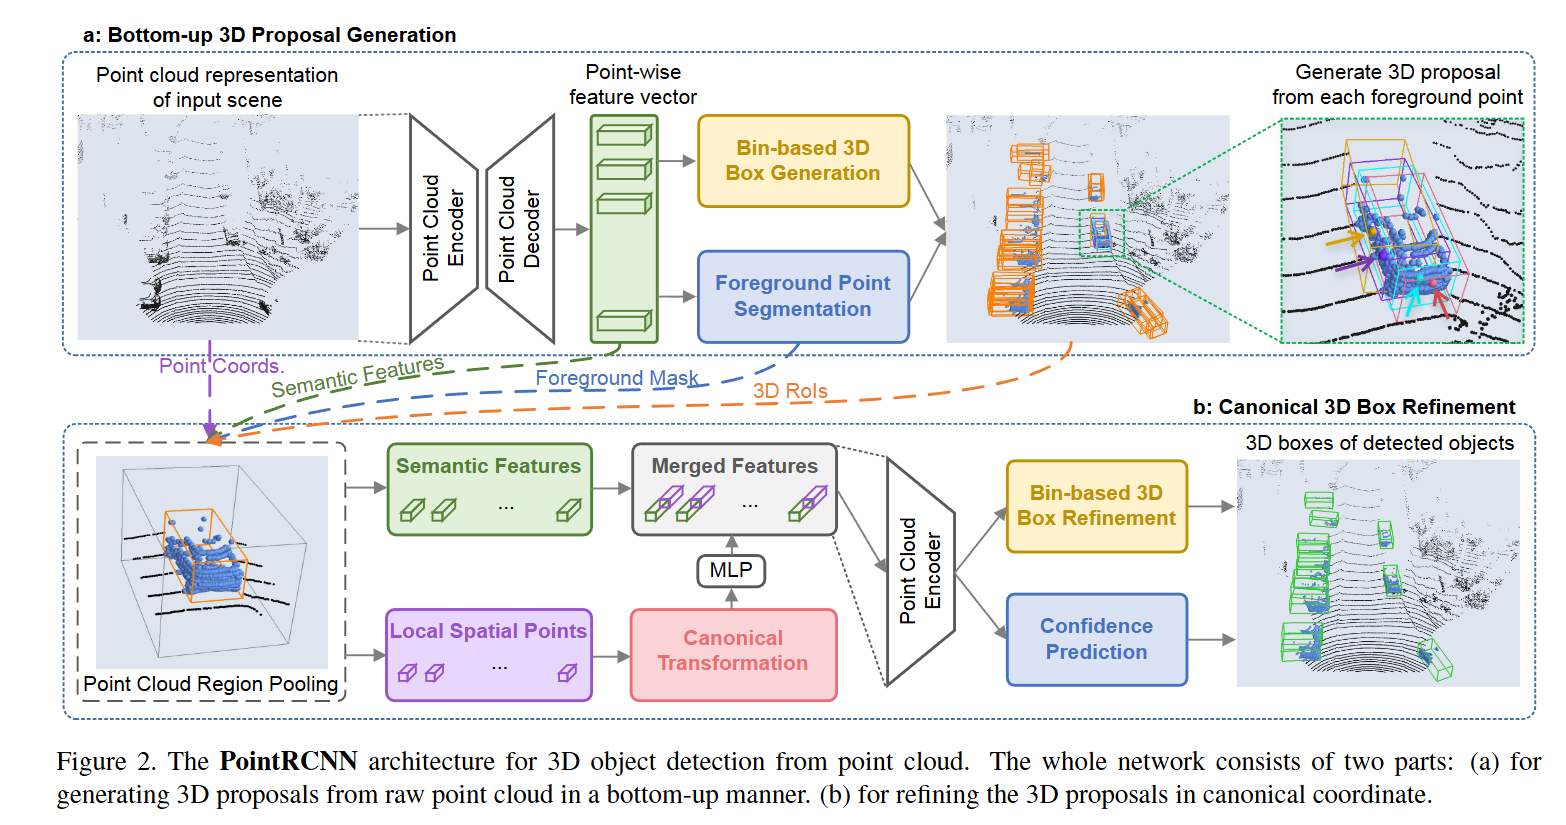 a: Bottom-up 3D Proposal Generation
Point cloud representation
of input scene
Point-wise
feature vector
Generate 3D proposal
from each foreground point
Point Cloud
Encoder
Point Cloud
Decoder
Bin-based 3D
Box Generation
Foreground Point
Segmentation
Point Coords.
Semantic Features
Foreground Mask
3D RoIs
b: Canonical 3D Box Refinement
Point Cloud Region Pooling
Semantic Features
...
Merged Features
...
MLP
Local Spatial Points
...
Canonical
Transformation
Point Cloud
Encoder
Bin-based 3D
Box Refinement
Confidence
Prediction
3D boxes of detected objects
Figure 2. The PointRCNN architecture for 3D object detection from point cloud. The whole network consists of two parts: (a) for
generating 3D proposals from raw point cloud in a bottom-up manner. (b) for refining the 3D proposals in canonical coordinate.